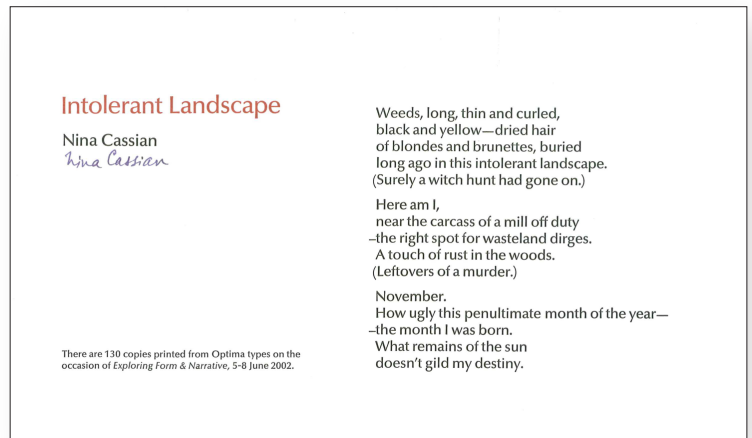 Intolerant Landscape
Nina Cassian
Nina Cassian
There are 130 copies printed from Optima types on the
occasion of Exploring Form & Narrative, 5-8 June 2002.
Weeds, long, thin and curled,
black and yellow—dried hair
of blondes and brunettes, buried
long ago in this intolerant landscape.
(Surely a witch hunt had gone on.)
Here am I,
near the carcass of a mill off duty
–the right spot for wasteland dirges.
A touch of rust in the woods.
(Leftovers of a murder.)
November.
How ugly this penultimate month of the year—
–the month I was born.
What remains of the sun
doesn't gild my destiny.